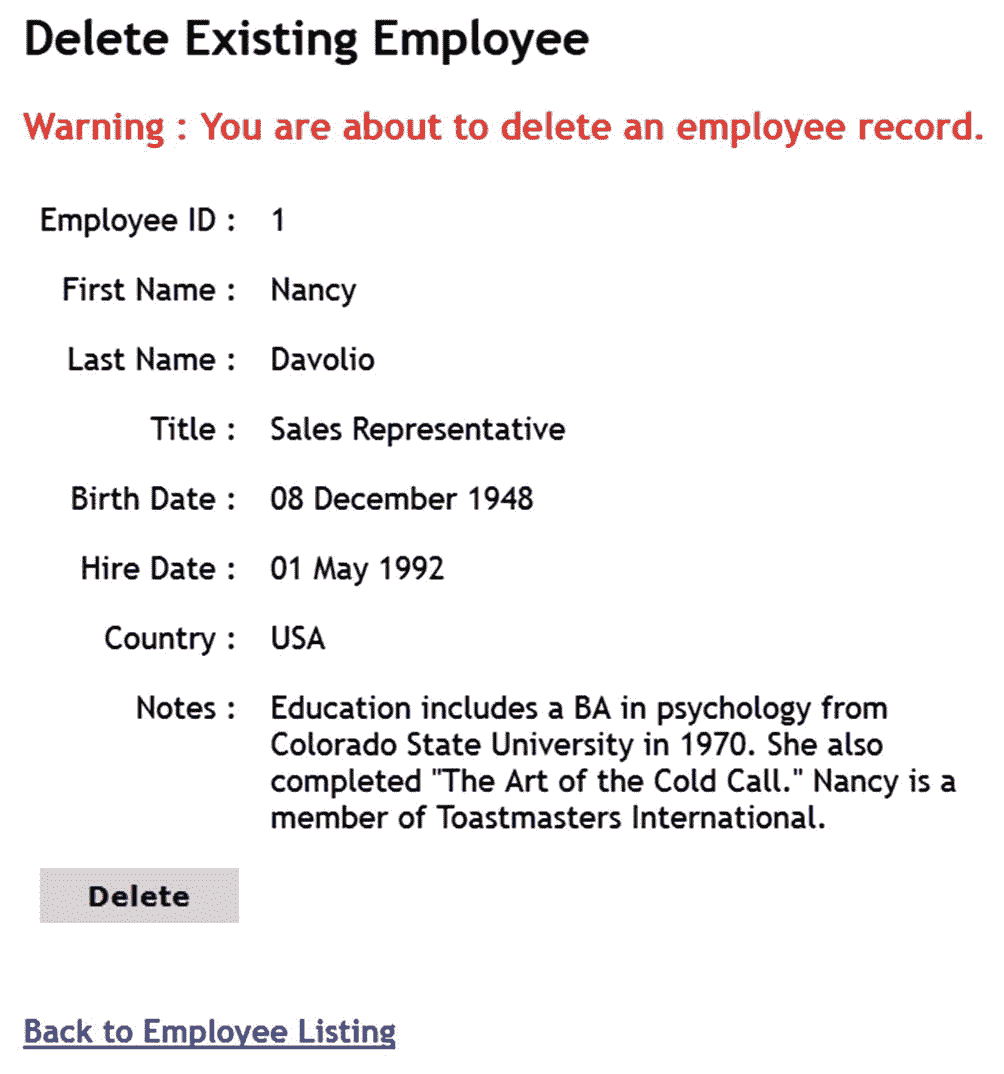 Delete Existing Employee
Warning : You are about to delete an employee record.
Employee ID : 1
First Name : Nancy
Last Name : Davolio
Title : Sales Representative
Birth Date : 08 December 1948
Hire Date : 01 May 1992
Country : USA
Notes : Education includes a BA in psychology from
Colorado State University in 1970. She also
completed "The Art of the Cold Call." Nancy is a
member of Toastmasters International.
Delete
Back to Employee Listing